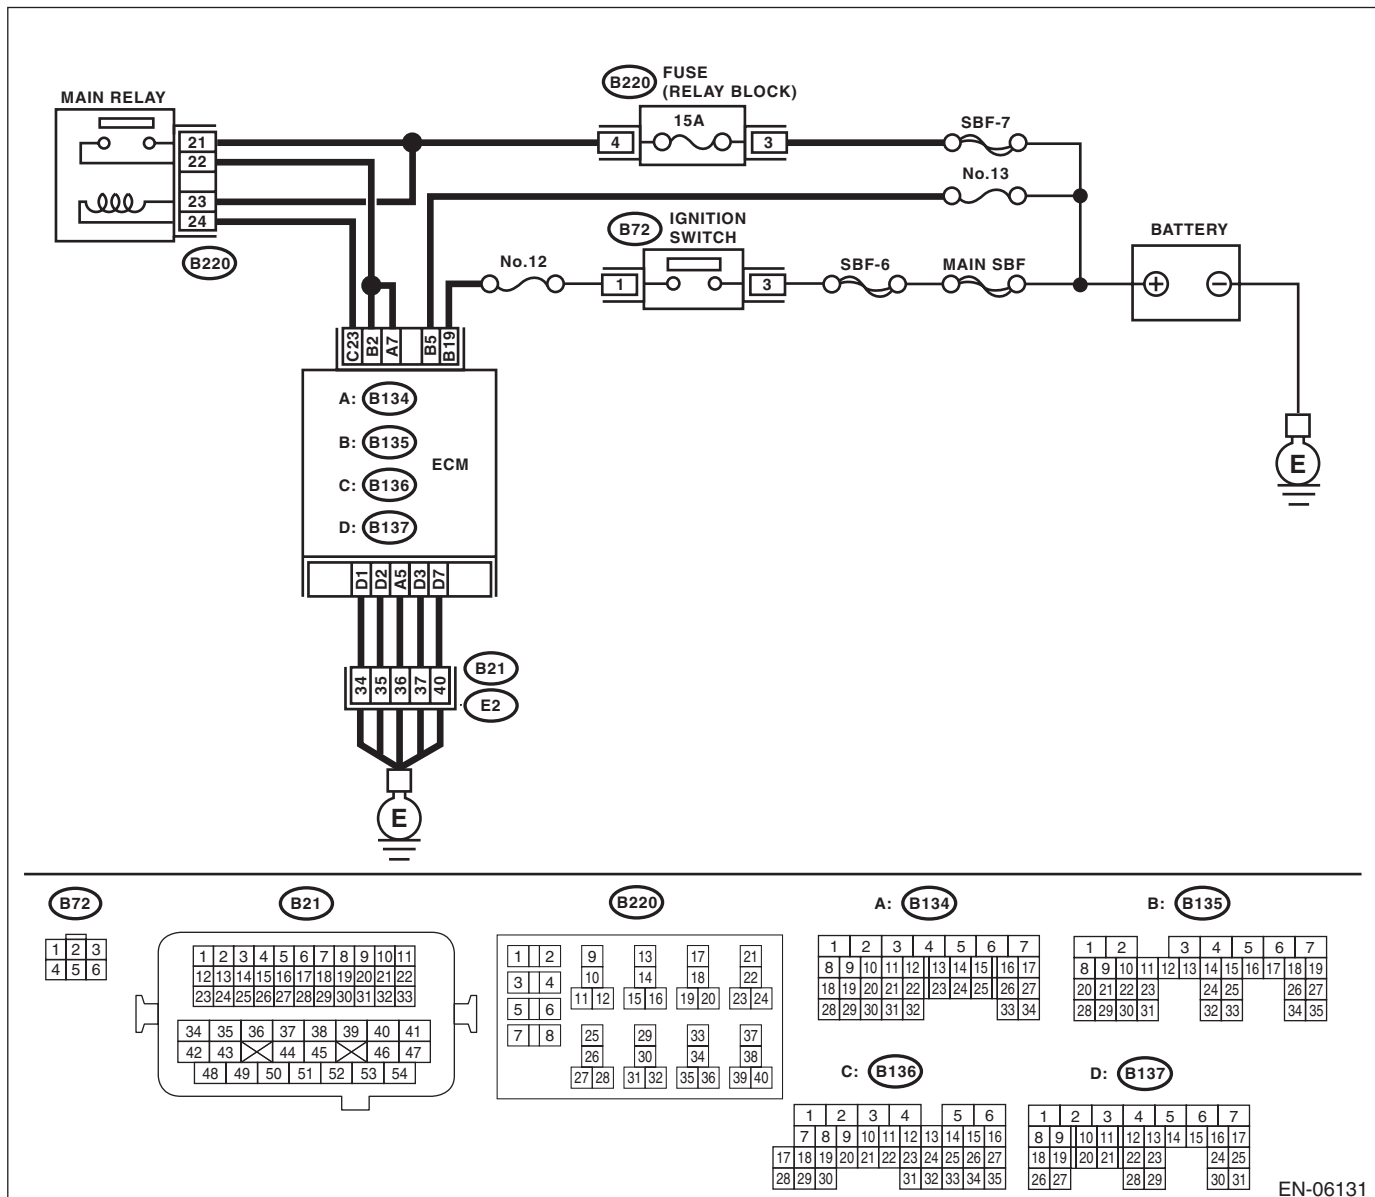 B220 FUSE
(RELAY BLOCK)
MAIN RELAY
15A
SBF-7
21
4
3
22
No.13
23
24
B72 IGNITION
SWITCH
BATTERY
B220
No.12
SBF-6
MAIN SBF
1
3
+ −
C23 B2 A7 B5 B19
A: B134
B: B135
ECM
C: B136
D: B137
E
D1 D2 A5 D3 D7
B21
34 35 36 37 40
E2
E
B72
1 2 3
4 5 6
B21
1 2 3 4 5 6 7 8 9 10 11
12 13 14 15 16 17 18 19 20 21 22
23 24 25 26 27 28 29 30 31 32 33
34 35 36 37 38 39 40 41
42 43 44 45 46 47
48 49 50 51 52 53 54
B220
1 2 9 13 17 21
3 4 10 14 18 22
11 12 15 16 19 20 23 24
5 6
7 8 25 29 33 37
26 30 34 38
27 28 31 32 35 36 39 40
A: B134
1 2 3 4 5 6 7
8 9 10 11 12 13 14 15 16 17
18 19 20 21 22 23 24 25 26 27
28 29 30 31 32 33 34
B: B135
1 2 3 4 5 6 7
8 9 10 11 12 13 14 15 16 17 18 19
20 21 22 23 24 25 26 27
28 29 30 31 32 33 34 35
C: B136
1 2 3 4 5 6
7 8 9 10 11 12 13 14 15 16
17 18 19 20 21 22 23 24 25 26 27
28 29 30 31 32 33 34 35
D: B137
1 2 3 4 5 6 7
8 9 10 11 12 13 14 15 16 17
18 19 20 21 22 23 24 25
26 27 28 29 30 31
EN-06131